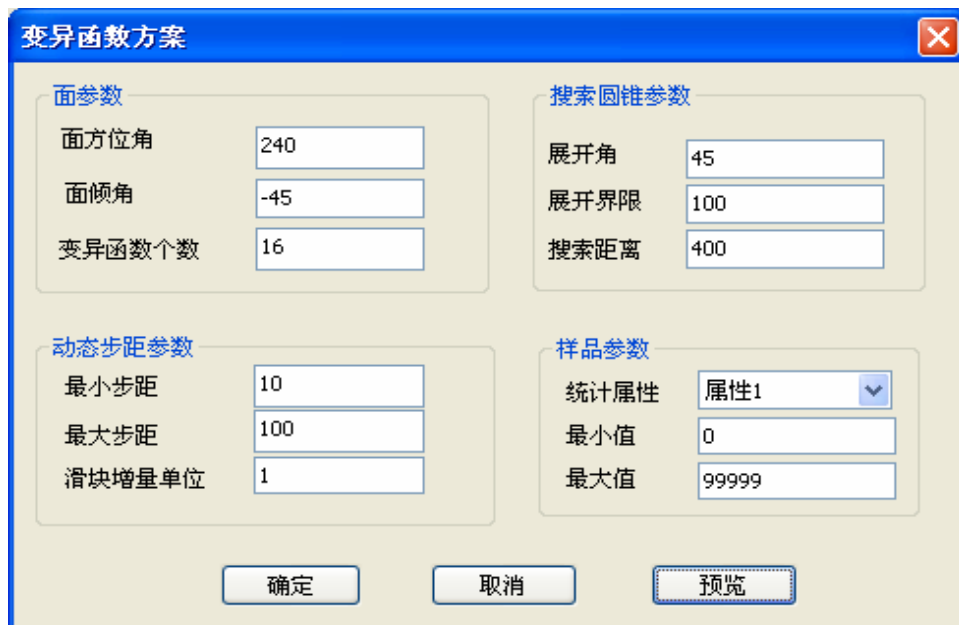 变异函数方案
面参数
面方位角 240
面倾角 -45
变异函数个数 16
搜索圆锥参数
展开角 45
展开界限 100
搜索距离 400
动态步距参数
最小步距 10
最大步距 100
滑块增量单位 1
样品参数
统计属性 属性1
最小值 0
最大值 99999
确定 取消 预览